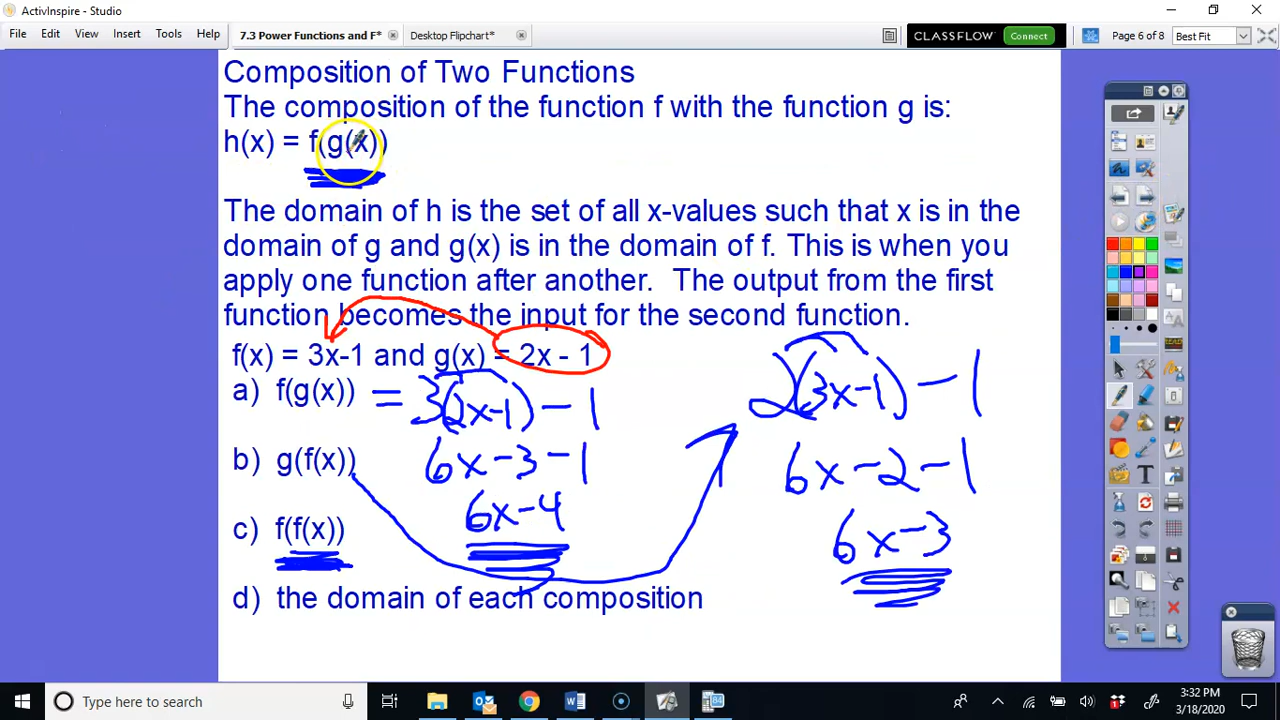 ActivInspire - Studio
File Edit View Insert Tools Help
7.3 Power Functions and F*
Desktop Flipchart*
CLASSFLOW Connect
Page 6 of 8
Best Fit
Composition of Two Functions
The composition of the function f with the function g is:
h(x) = f(g(x))
The domain of h is the set of all x-values such that x is in the
domain of g and g(x) is in the domain of f. This is when you
apply one function after another. The output from the first
function becomes the input for the second function.
f(x) = 3x-1 and g(x) = 2x - 1
a) f(g(x)) = 3(2x-1) - 1
6x-3-1
6x-4
b) g(f(x))
2(3x-1) - 1
6x-2-1
6x-3
c) f(f(x))
d) the domain of each composition
Type here to search
3:32 PM
3/18/2020